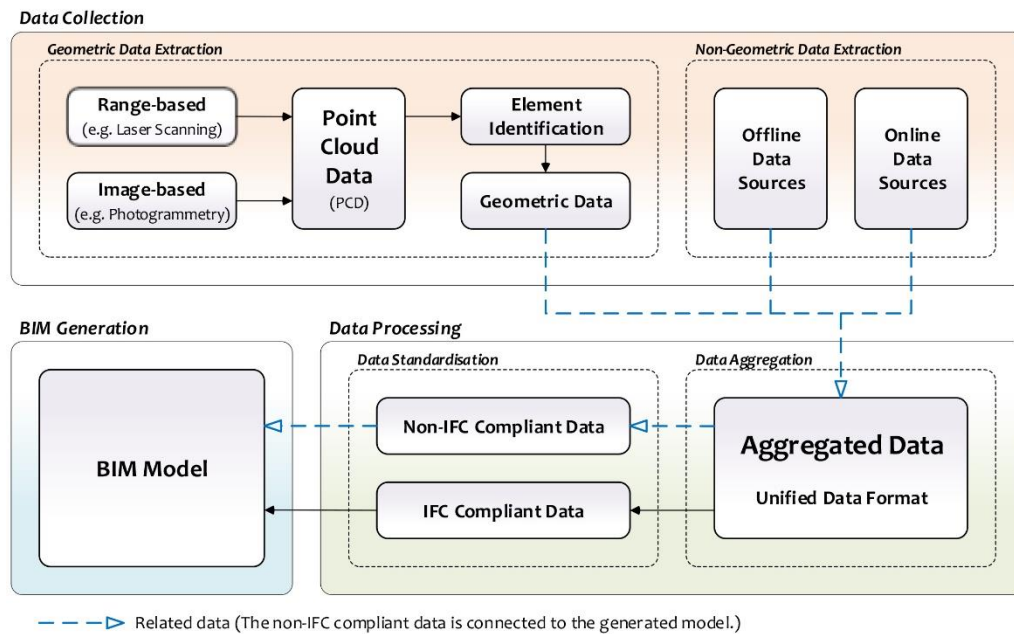 Data Collection
Geometric Data Extraction
Non-Geometric Data Extraction
Range-based
(e.g. Laser Scanning)
Image-based
(e.g. Photogrammetry)
Point
Cloud
Data
(PCD)
Element
Identification
Geometric Data
Offline
Data
Sources
Online
Data
Sources
BIM Generation
BIM Model
Data Processing
Data Standardisation
Non-IFC Compliant Data
IFC Compliant Data
Data Aggregation
Aggregated Data
Unified Data Format
Related data (The non-IFC compliant data is connected to the generated model.)